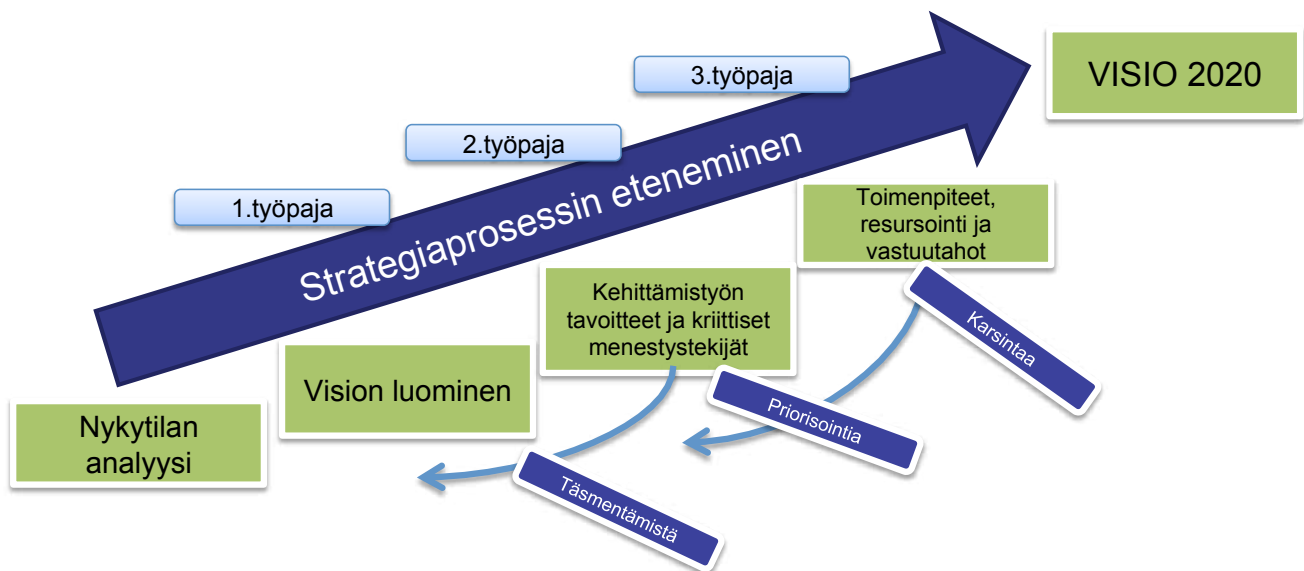 3.työpaja
VISIO 2020
2.työpaja
1.työpaja
Strategiaprosessin eteneminen
Toimenpiteet,
resursointi ja
vastuutahot
Kehittämistyön
tavoitteet ja kriittiset
menestystekijät
Karsintaa
Vision luominen
Priorisointia
Nykytilan
analyysi
Täsmentämistä